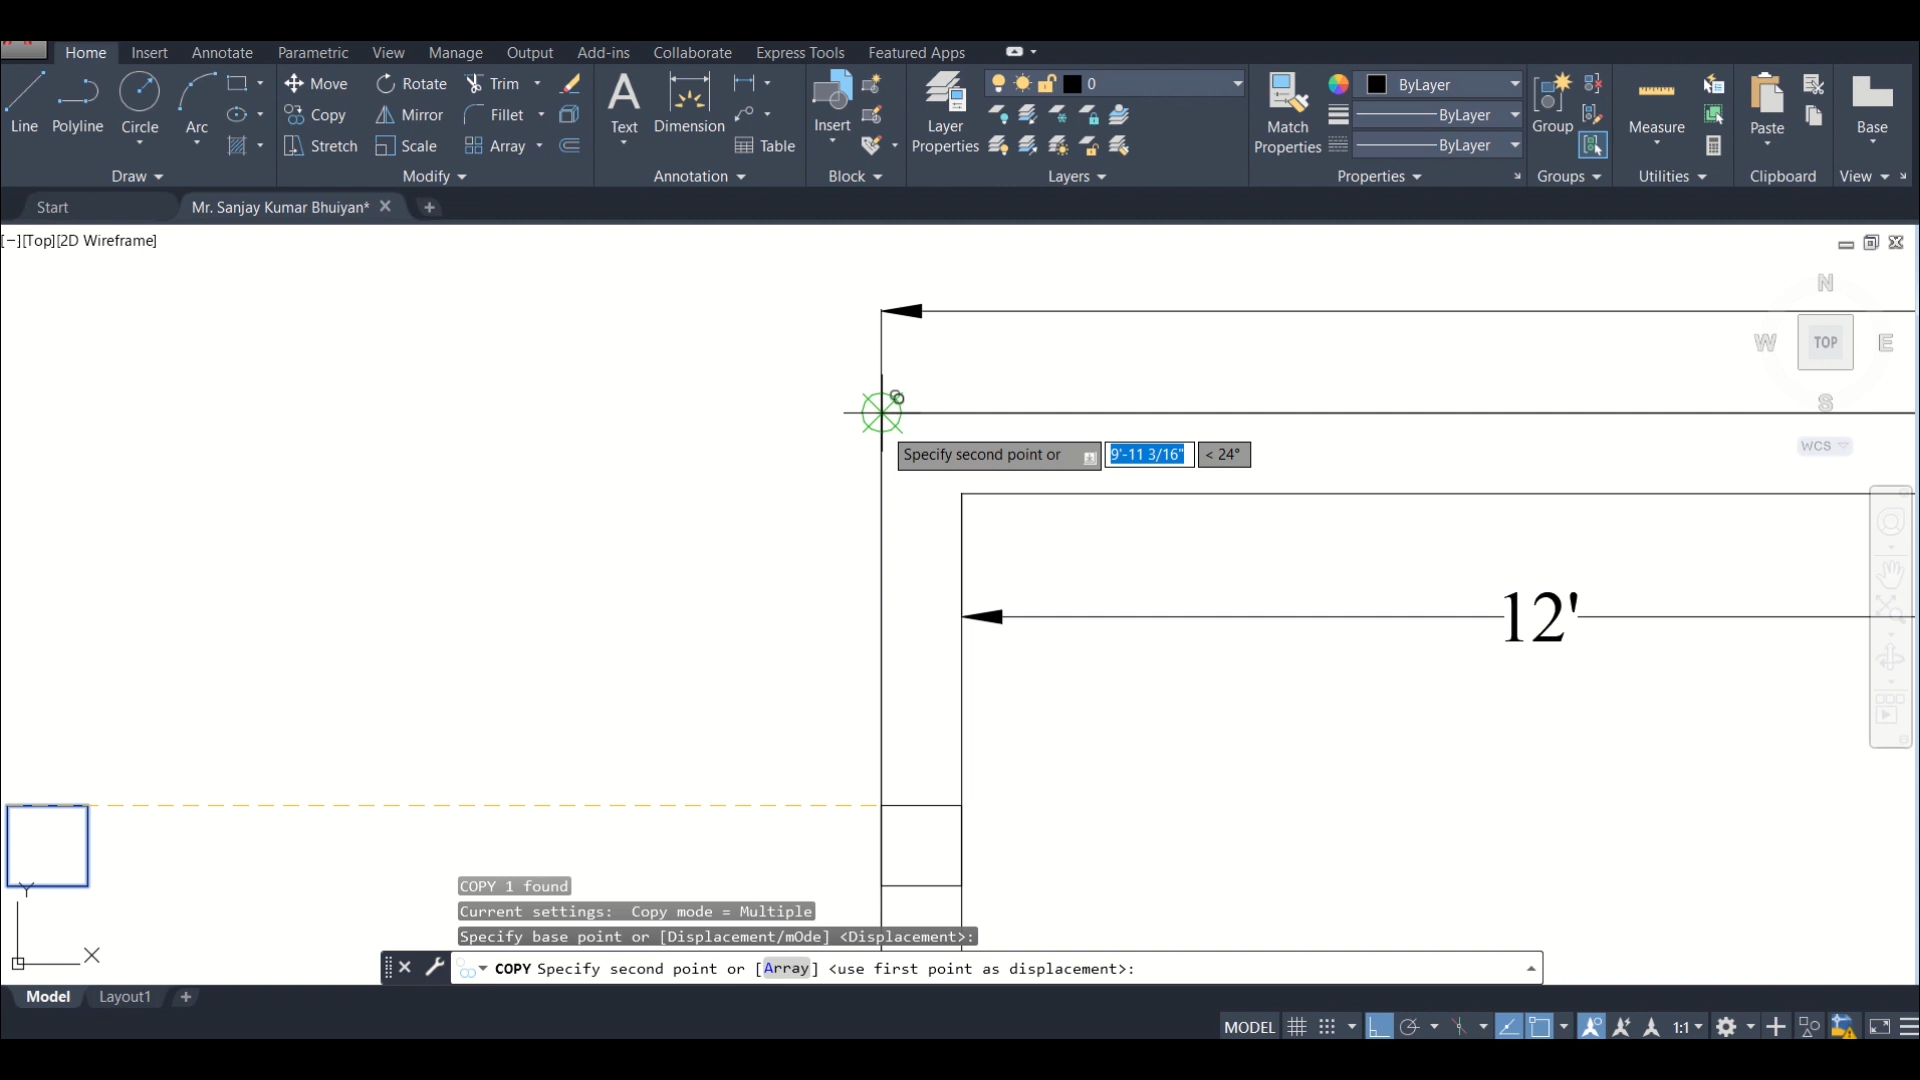 Home Insert Annotate Parametric View Manage Output Add-ins Collaborate Express Tools Featured Apps
Line Polyline Circle Arc
Move Rotate Trim
Copy Mirror Fillet
Stretch Scale Array
Text Dimension Table
Insert
Layer Properties
0
Match Properties
ByLayer
ByLayer
ByLayer
Group Measure Paste Base
Draw Modify Annotation Block Layers Properties Groups Utilities Clipboard View
Start Mr. Sanjay Kumar Bhuiyan*
[−][Top][2D Wireframe]
N
W TOP E
S
WCS
Specify second point or 9'-11 3/16" < 24°
12'
Y
X
COPY 1 found
Current settings: Copy mode = Multiple
Specify base point or [Displacement/mOde] <Displacement>:
COPY Specify second point or [Array] <use first point as displacement>:
Model Layout1
MODEL 1:1